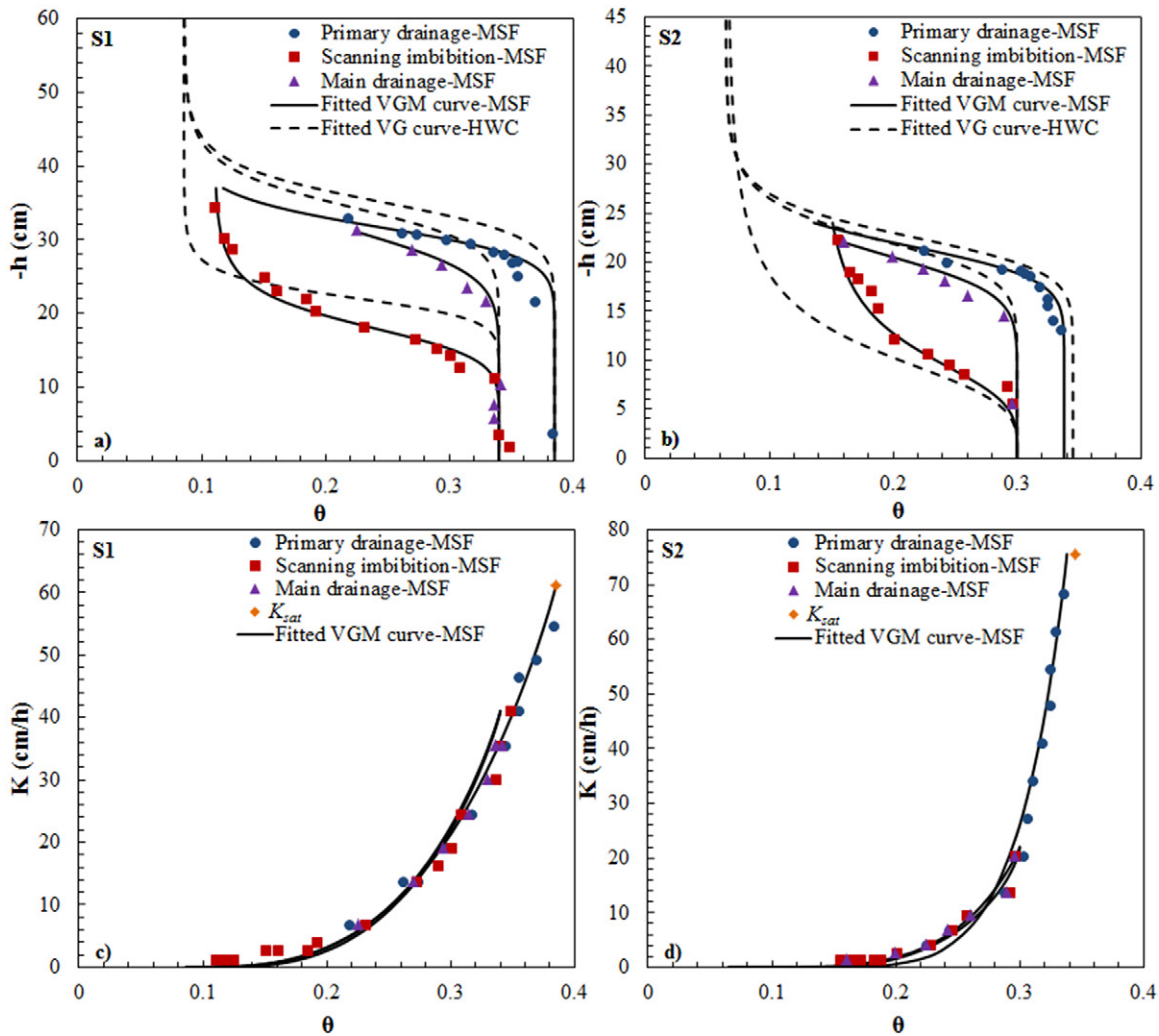 S1
Primary drainage-MSF
Scanning imbibition-MSF
Main drainage-MSF
Fitted VGM curve-MSF
Fitted VG curve-HWC
60
50
40
30
20
10
0
-h (cm)
a)
0
0.1
0.2
0.3
0.4
θ
S2
Primary drainage-MSF
Scanning imbibition-MSF
Main drainage-MSF
Fitted VGM curve-MSF
Fitted VG curve-HWC
45
40
35
30
25
20
15
10
5
0
-h (cm)
b)
0
0.1
0.2
0.3
0.4
θ
S1
Primary drainage-MSF
Scanning imbibition-MSF
Main drainage-MSF
Ksat
Fitted VGM curve-MSF
70
60
50
40
30
20
10
0
K (cm/h)
c)
0
0.1
0.2
0.3
0.4
θ
S2
Primary drainage-MSF
Scanning imbibition-MSF
Main drainage-MSF
Ksat
Fitted VGM curve-MSF
80
70
60
50
40
30
20
10
0
K (cm/h)
d)
0
0.1
0.2
0.3
0.4
θ